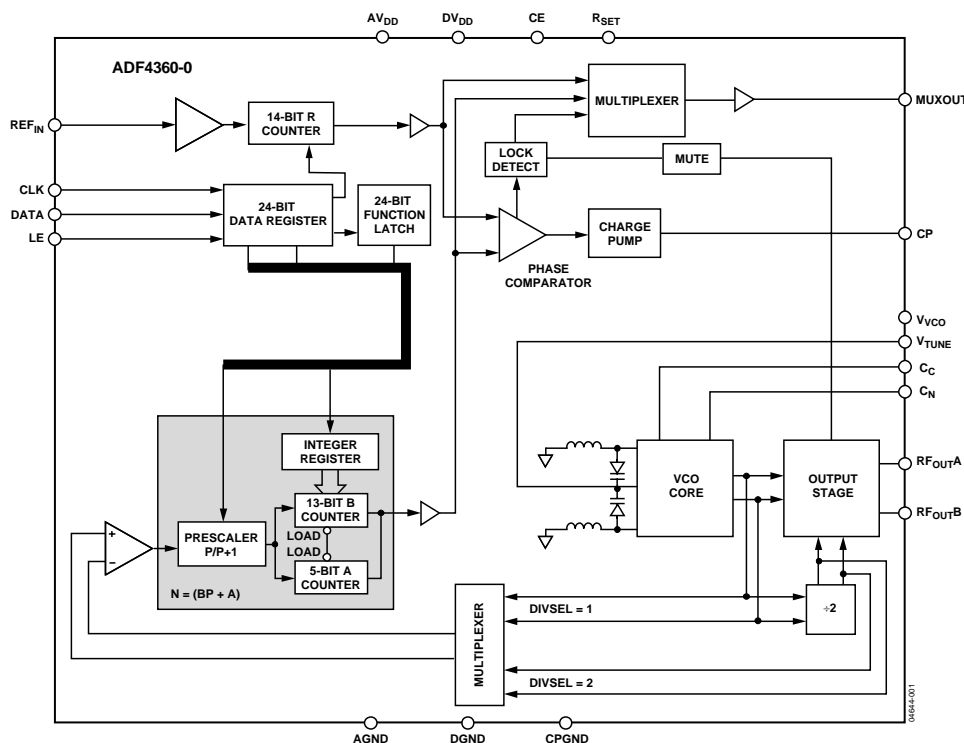 AVDD
DVDD
CE
RSET
ADF4360-0
REFIN
14-BIT R
COUNTER
MULTIPLEXER
MUXOUT
LOCK
DETECT
MUTE
CLK
DATA
LE
24-BIT
DATA REGISTER
24-BIT
FUNCTION
LATCH
CHARGE
PUMP
CP
PHASE
COMPARATOR
VVCO
VTUNE
CC
CN
INTEGER
REGISTER
13-BIT B
COUNTER
LOAD
LOAD
5-BIT A
COUNTER
PRESCALER
P/P+1
+
−
N = (BP + A)
VCO
CORE
OUTPUT
STAGE
RFOUTA
RFOUTB
MULTIPLEXER
DIVSEL = 1
DIVSEL = 2
÷2
04644-001
AGND
DGND
CPGND